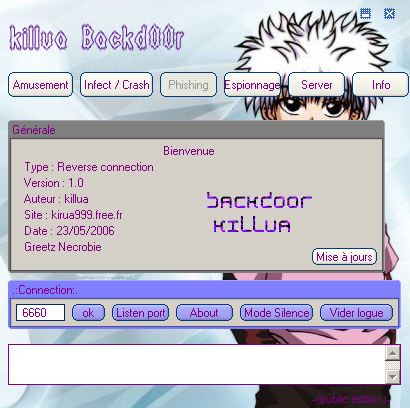 killua Backd00r
Amusement Infect / Crash Phishing Espionnage Server Info
Générale
Bienvenue
Type : Reverse connection
Version : 1.0
Auteur : killua
Site : kirua999.free.fr
Date : 23/05/2006
Greetz Necrobie
BACKDOOR
KILLUA
Mise à jours
.:Connection:.
6660 ok Listen port About Mode Silence Vider logue
-(public edition)-